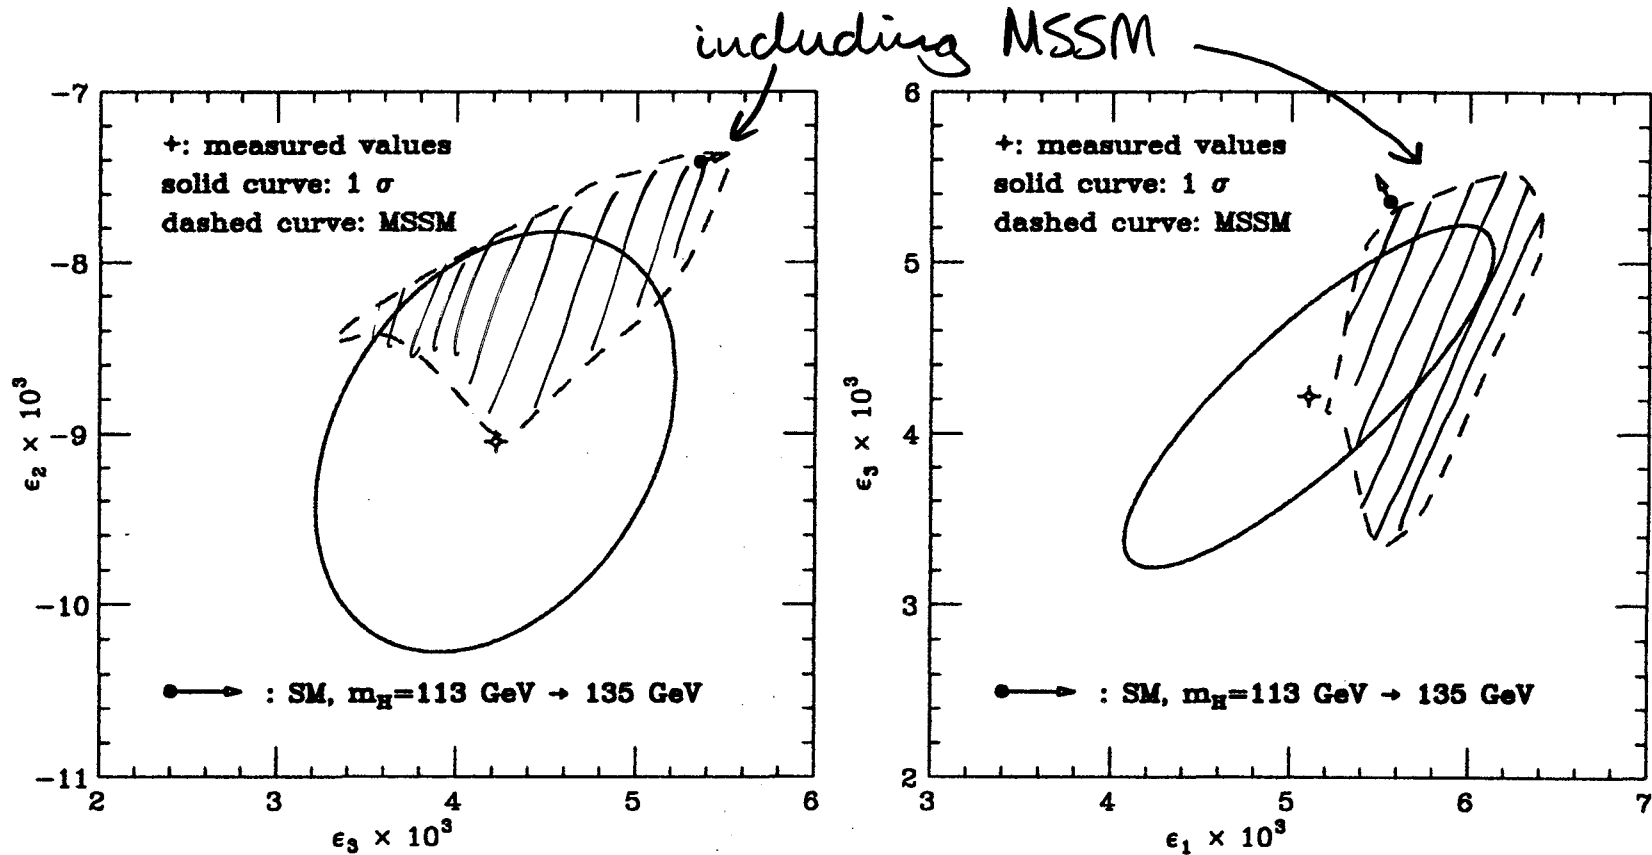 including MSSM
-7
-8
-9
-10
-11
ϵ₂ × 10³
+: measured values
solid curve: 1 σ
dashed curve: MSSM
: SM, m_H=113 GeV → 135 GeV
2 3 4 5 6
ϵ₃ × 10³
6
5
4
3
2
ϵ₃ × 10³
+: measured values
solid curve: 1 σ
dashed curve: MSSM
: SM, m_H=113 GeV → 135 GeV
3 4 5 6 7
ϵ₁ × 10³